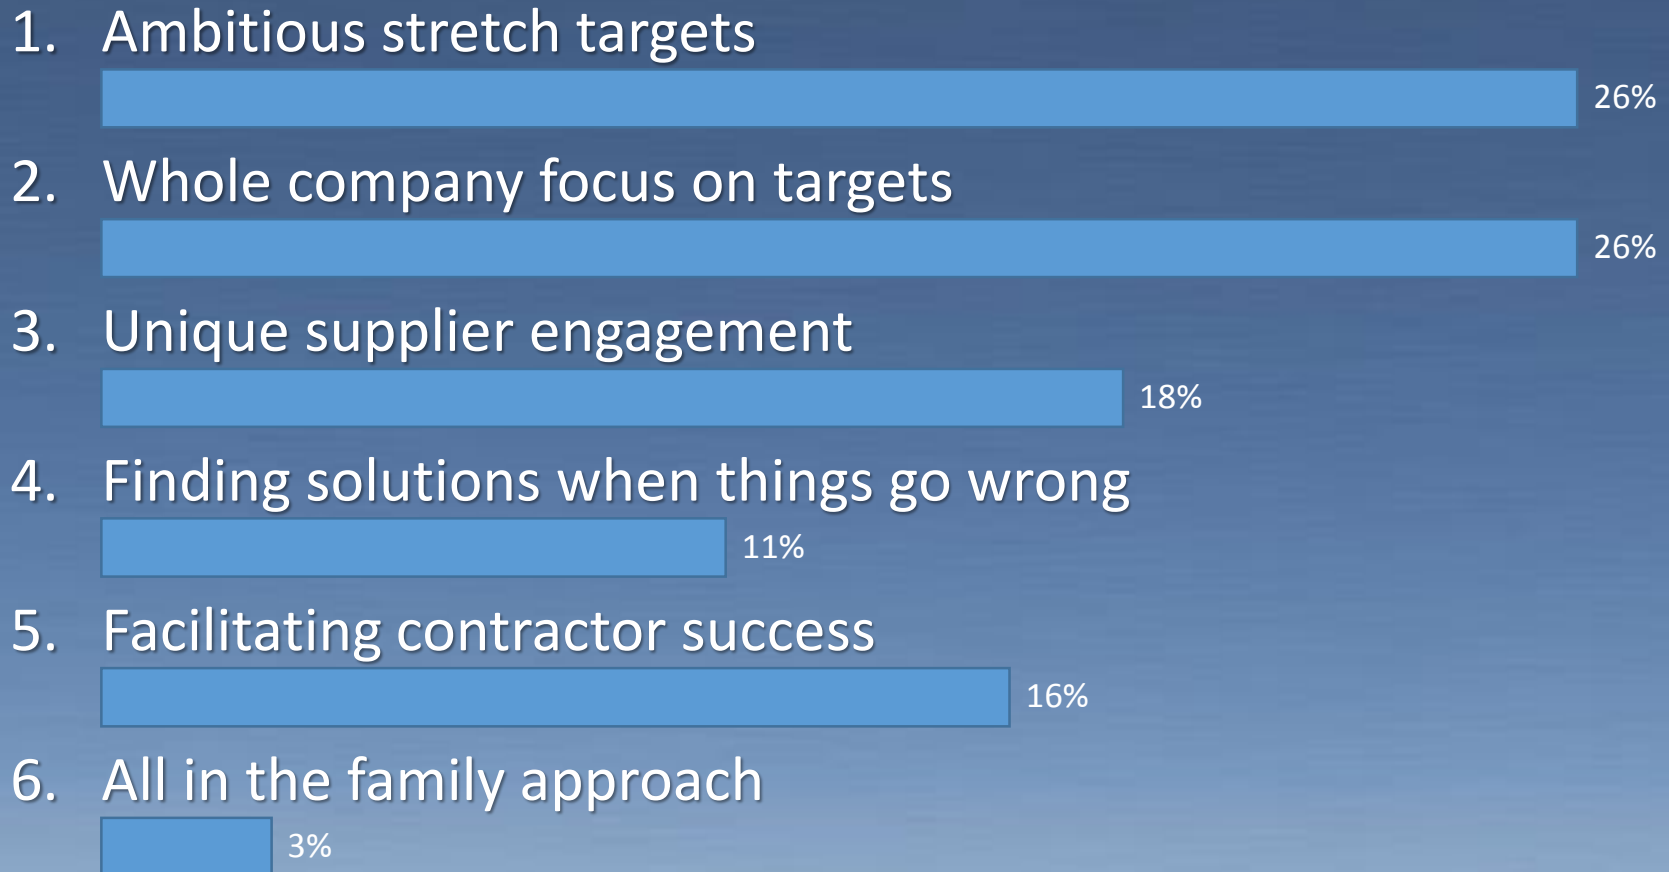 1. Ambitious stretch targets
26%
2. Whole company focus on targets
26%
3. Unique supplier engagement
18%
4. Finding solutions when things go wrong
11%
5. Facilitating contractor success
16%
6. All in the family approach
3%